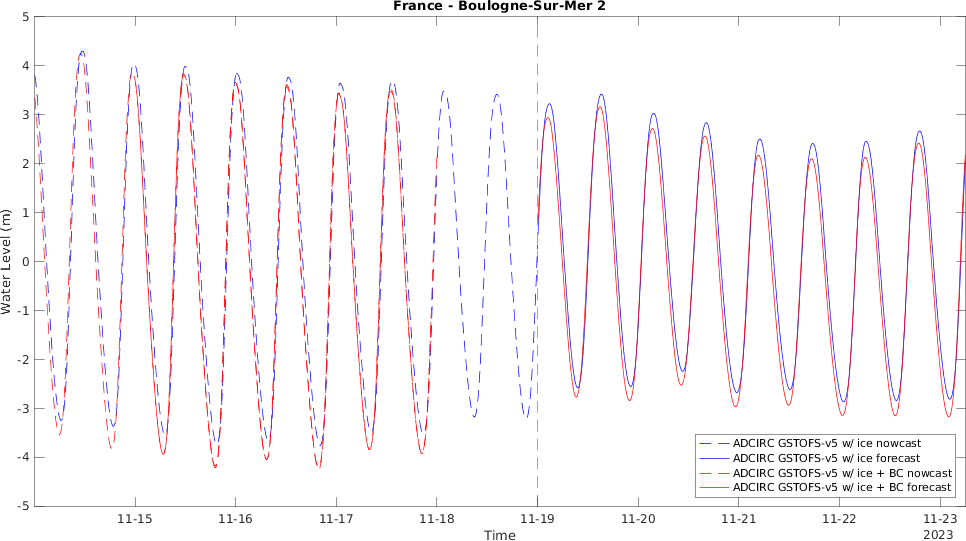 France - Boulogne-Sur-Mer 2
5
4
3
2
1
0
-1
-2
-3
-4
-5
Water Level (m)
11-15 11-16 11-17 11-18 11-19 11-20 11-21 11-22 11-23
2023
Time
ADCIRC GSTOFS-v5 w/ ice nowcast
ADCIRC GSTOFS-v5 w/ ice forecast
ADCIRC GSTOFS-v5 w/ ice + BC nowcast
ADCIRC GSTOFS-v5 w/ ice + BC forecast